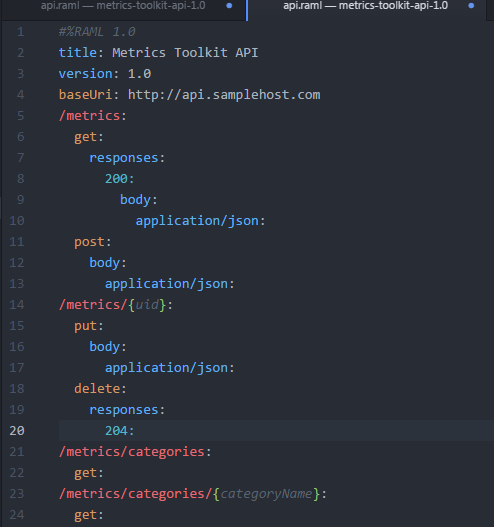 api.raml — metrics-toolkit-api-1.0 api.raml — metrics-toolkit-api-1.0
1 #%RAML 1.0
2 title: Metrics Toolkit API
3 version: 1.0
4 baseUri: http://api.samplehost.com
5 /metrics:
6   get:
7     responses:
8       200:
9         body:
10           application/json:
11   post:
12     body:
13       application/json:
14 /metrics/{uid}:
15   put:
16     body:
17       application/json:
18   delete:
19     responses:
20       204:
21 /metrics/categories:
22   get:
23 /metrics/categories/{categoryName}:
24   get: